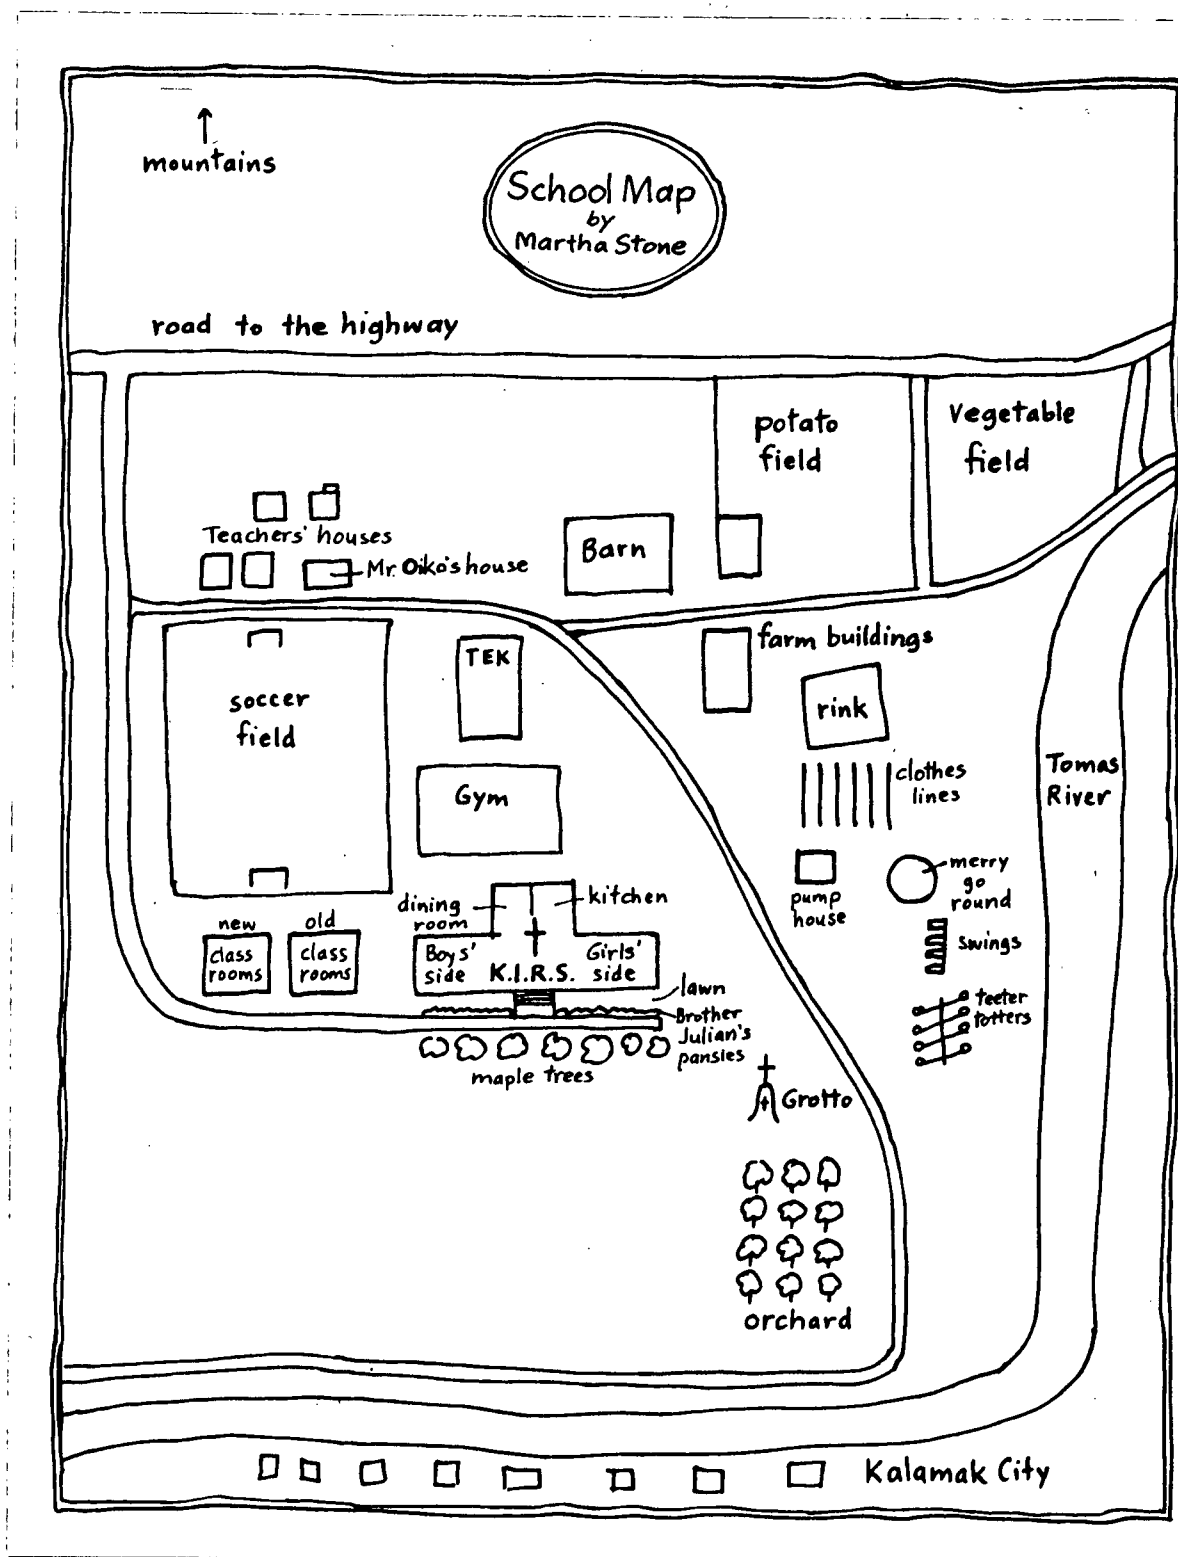 mountains
School Map
by
Martha Stone
road to the highway
potato
field
Vegetable
field
Teachers' houses
Mr. Oiko's house
Barn
farm buildings
TEK
soccer
field
rink
clothes
lines
Tomas
River
Gym
merry
go
round
pump
house
dining
room
kitchen
new
class
rooms
old
class
rooms
Boys'
side
K.I.R.S.
Girls'
side
swings
lawn
Brother
Julian's
pansies
teeter
totters
maple trees
Grotto
orchard
Kalamak City